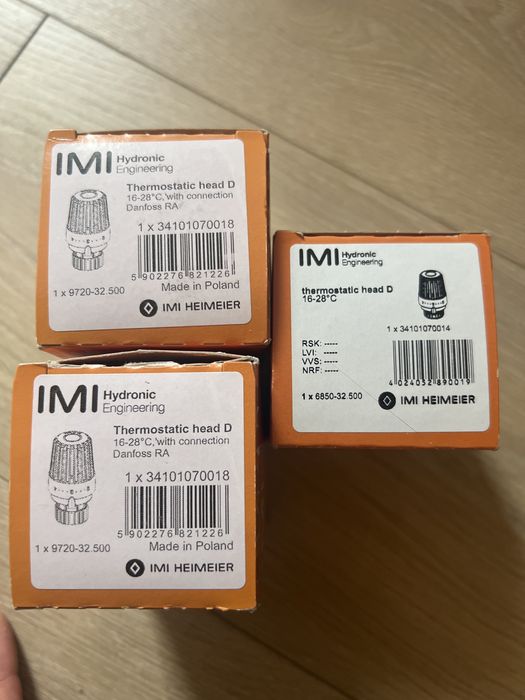 IMI Hydronic
Engineering
Thermostatic head D
16-28°C, with connection
Danfoss RA
1 x 34101070018
5 902276 821226
Made in Poland
1 x 9720-32.500
IMI HEIMEIER
IMI Hydronic
Engineering
thermostatic head D
16-28°C
1 x 34101070014
RSK: -----
LVI: -----
VVS: -----
NRF: -----
4 024052 890019
1 x 6850-32.500
IMI HEIMEIER
IMI Hydronic
Engineering
Thermostatic head D
16-28°C, with connection
Danfoss RA
1 x 34101070018
5 902276 821226
Made in Poland
1 x 9720-32.500
IMI HEIMEIER